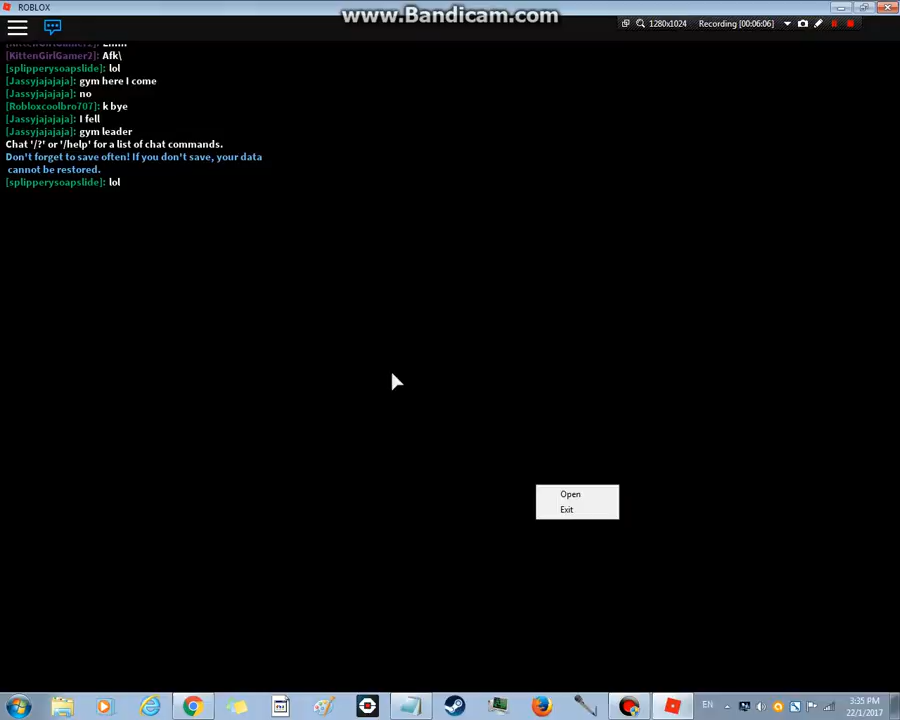 ROBLOX
www.Bandicam.com
1280x1024
Recording [00:06:06]
[KittenGirlGamer2]: Afk\
[splipperysoapslide]: lol
[Jassyjajajaja]: gym here I come
[Jassyjajajaja]: no
[Robloxcoolbro707]: k bye
[Jassyjajajaja]: I fell
[Jassyjajajaja]: gym leader
Chat '/?' or '/help' for a list of chat commands.
Don't forget to save often! If you don't save, your data
cannot be restored.
[splipperysoapslide]: lol
Open
Exit
EN
3:35 PM
22/1/2017